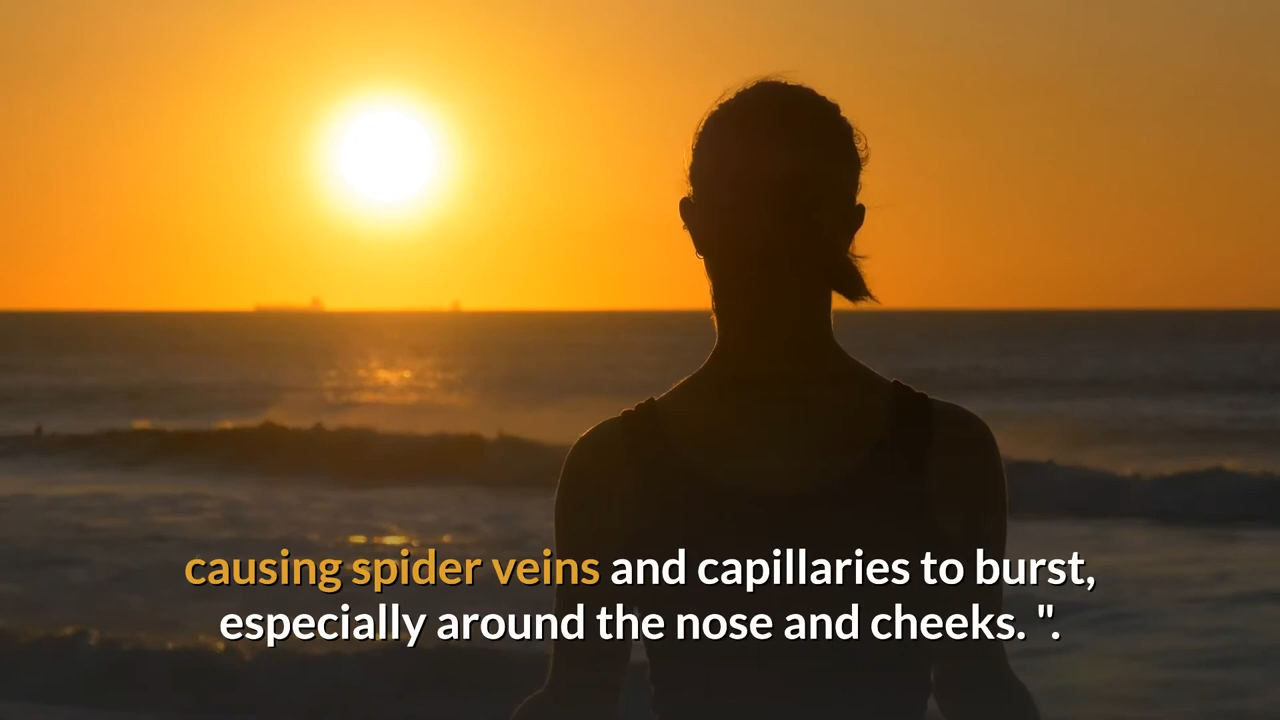 causing spider veins and capillaries to burst,
especially around the nose and cheeks. ".